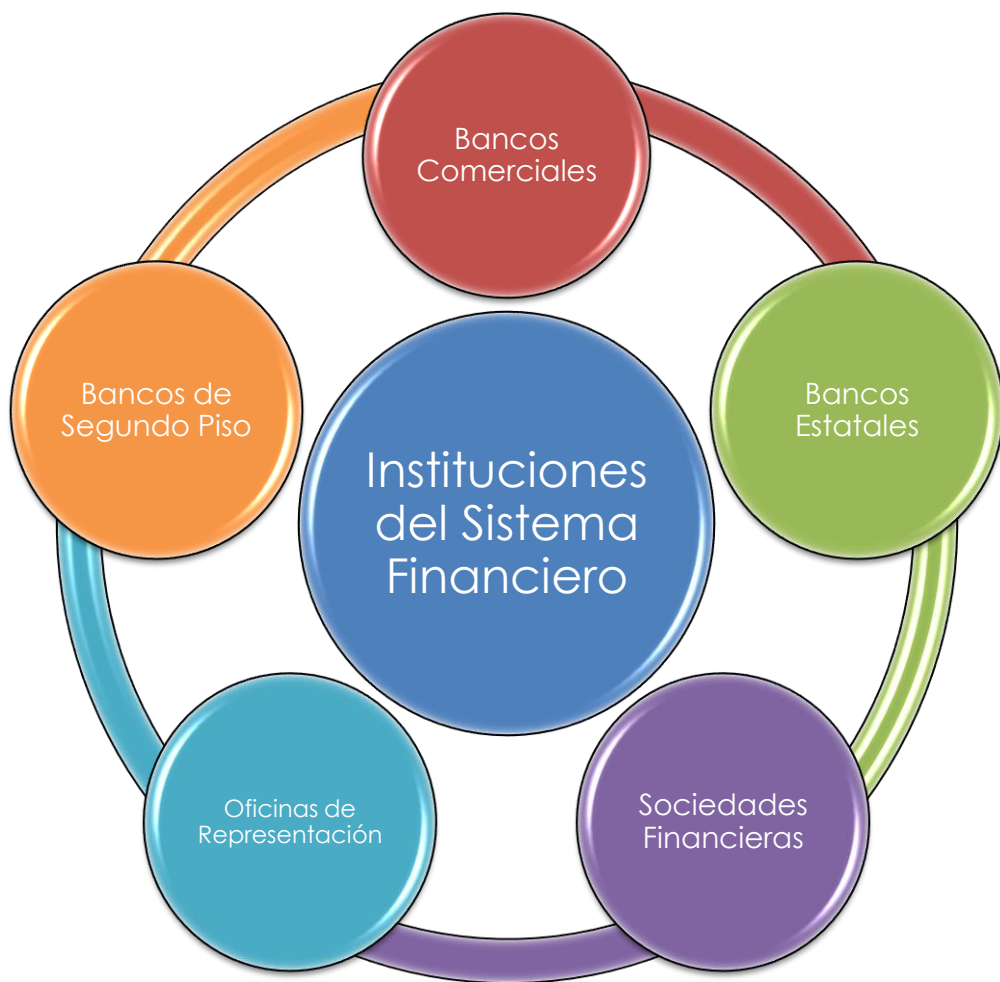 Bancos
Comerciales
Bancos de
Segundo Piso
Bancos
Estatales
Instituciones
del Sistema
Financiero
Oficinas de
Representación
Sociedades
Financieras